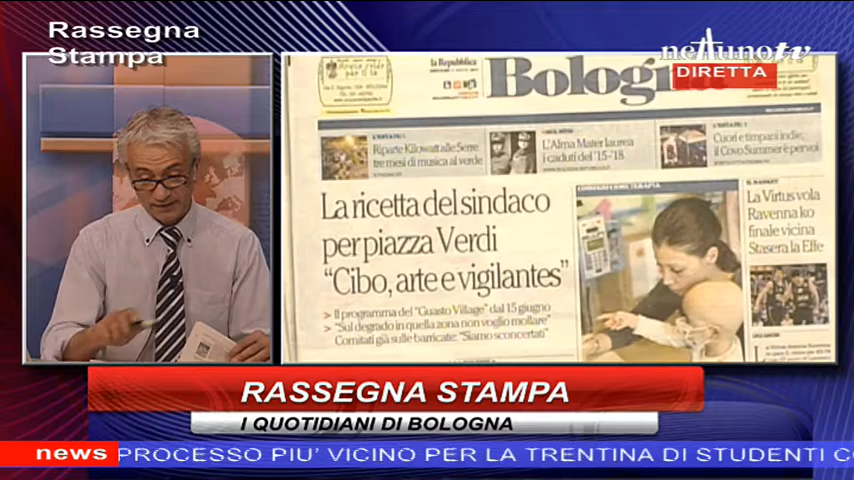 Rassegna
Stampa
nettuno tv
DIRETTA
la Repubblica
Bologna
Riparte Kilowatt alle Serre
tre mesi di musica al verde
L'Alma Mater laurea
i caduti del '15-'18
Cuori e timpani indie,
il Covo Summer è per voi
La ricetta del sindaco
per piazza Verdi
"Cibo, arte e vigilantes"
> Il programma del "Guasto Village" dal 15 giugno
> "Sul degrado in quella zona non voglio mollare"
Comitati già sulle barricate: "Siamo sconcertati"
IL BASKET
La Virtus vola
Ravenna ko
finale vicina
Stasera la Effe
RASSEGNA STAMPA
I QUOTIDIANI DI BOLOGNA
news PROCESSO PIU' VICINO PER LA TRENTINA DI STUDENTI C